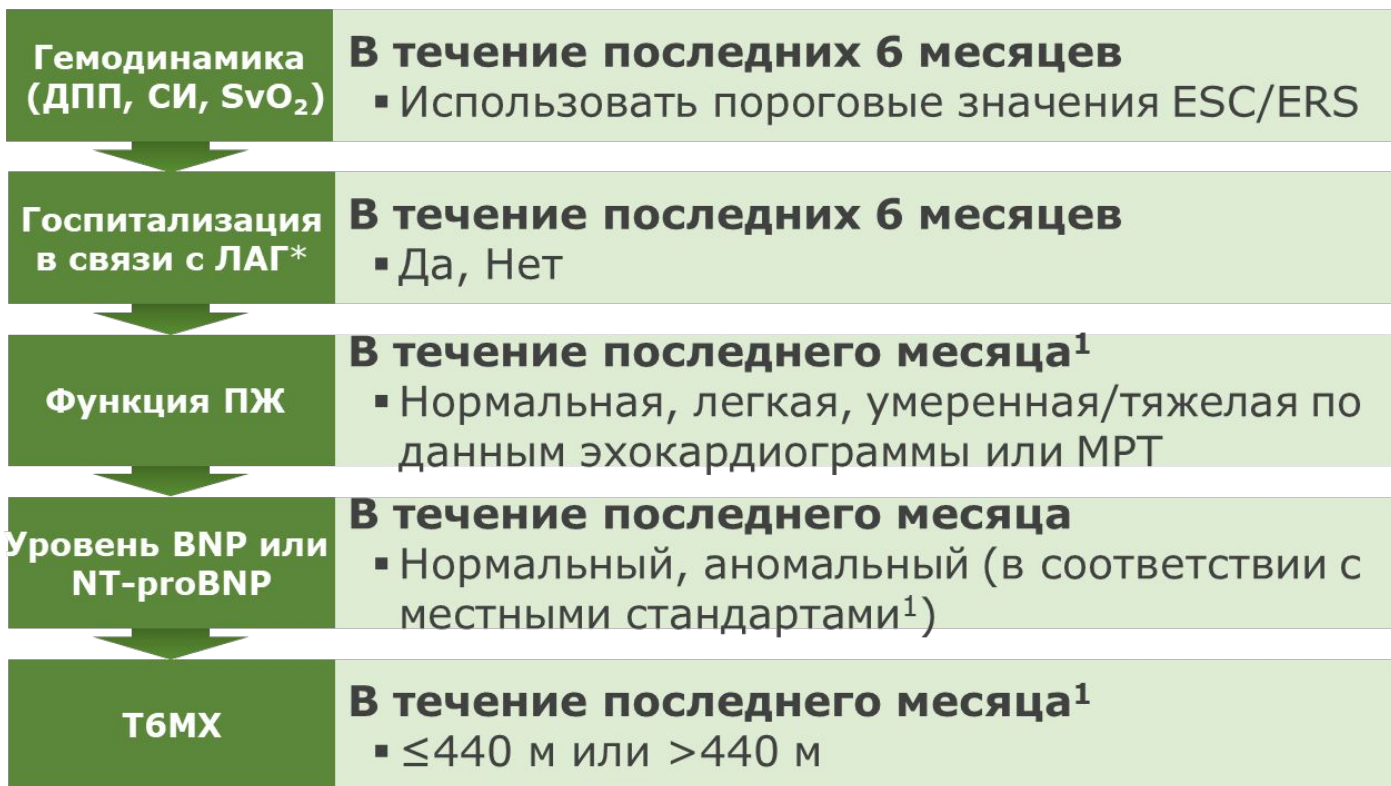 Гемодинамика
(ДПП, СИ, SvO₂)
В течение последних 6 месяцев
▪ Использовать пороговые значения ESC/ERS
Госпитализация
в связи с ЛАГ*
В течение последних 6 месяцев
▪ Да, Нет
Функция ПЖ
В течение последнего месяца¹
▪ Нормальная, легкая, умеренная/тяжелая по
данным эхокардиограммы или МРТ
Уровень BNP или
NT-proBNP
В течение последнего месяца
▪ Нормальный, аномальный (в соответствии с
местными стандартами¹)
Т6МХ
В течение последнего месяца¹
▪ ≤440 м или >440 м